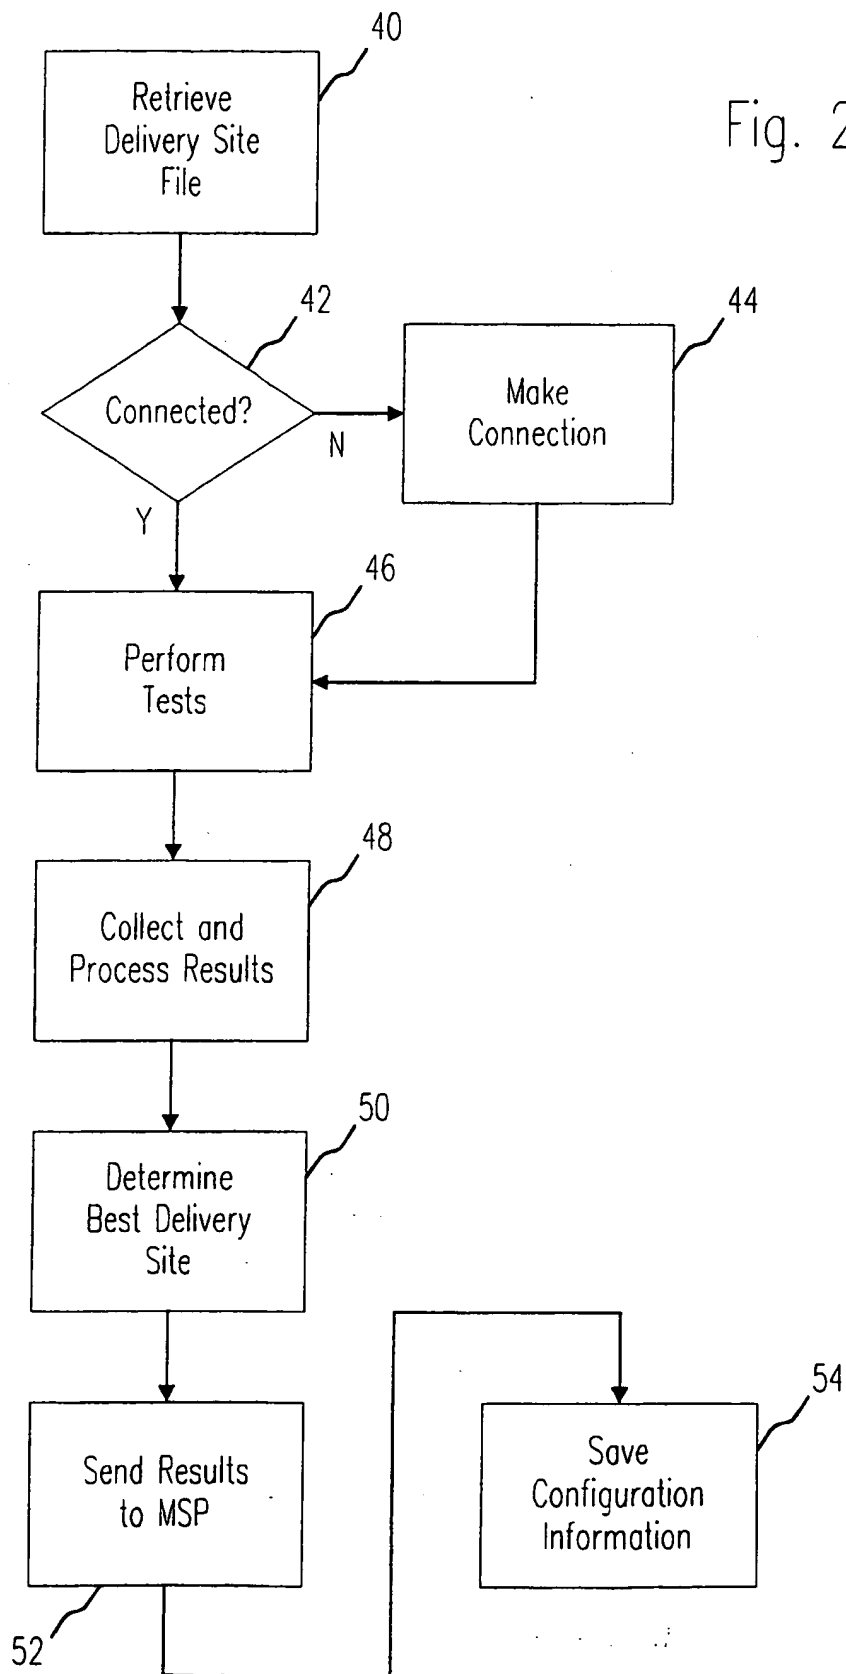 40
Retrieve
Delivery Site
File
Fig. 2
42
Connected?
N
Y
44
Make
Connection
46
Perform
Tests
48
Collect and
Process Results
50
Determine
Best Delivery
Site
Send Results
to MSP
52
54
Save
Configuration
Information